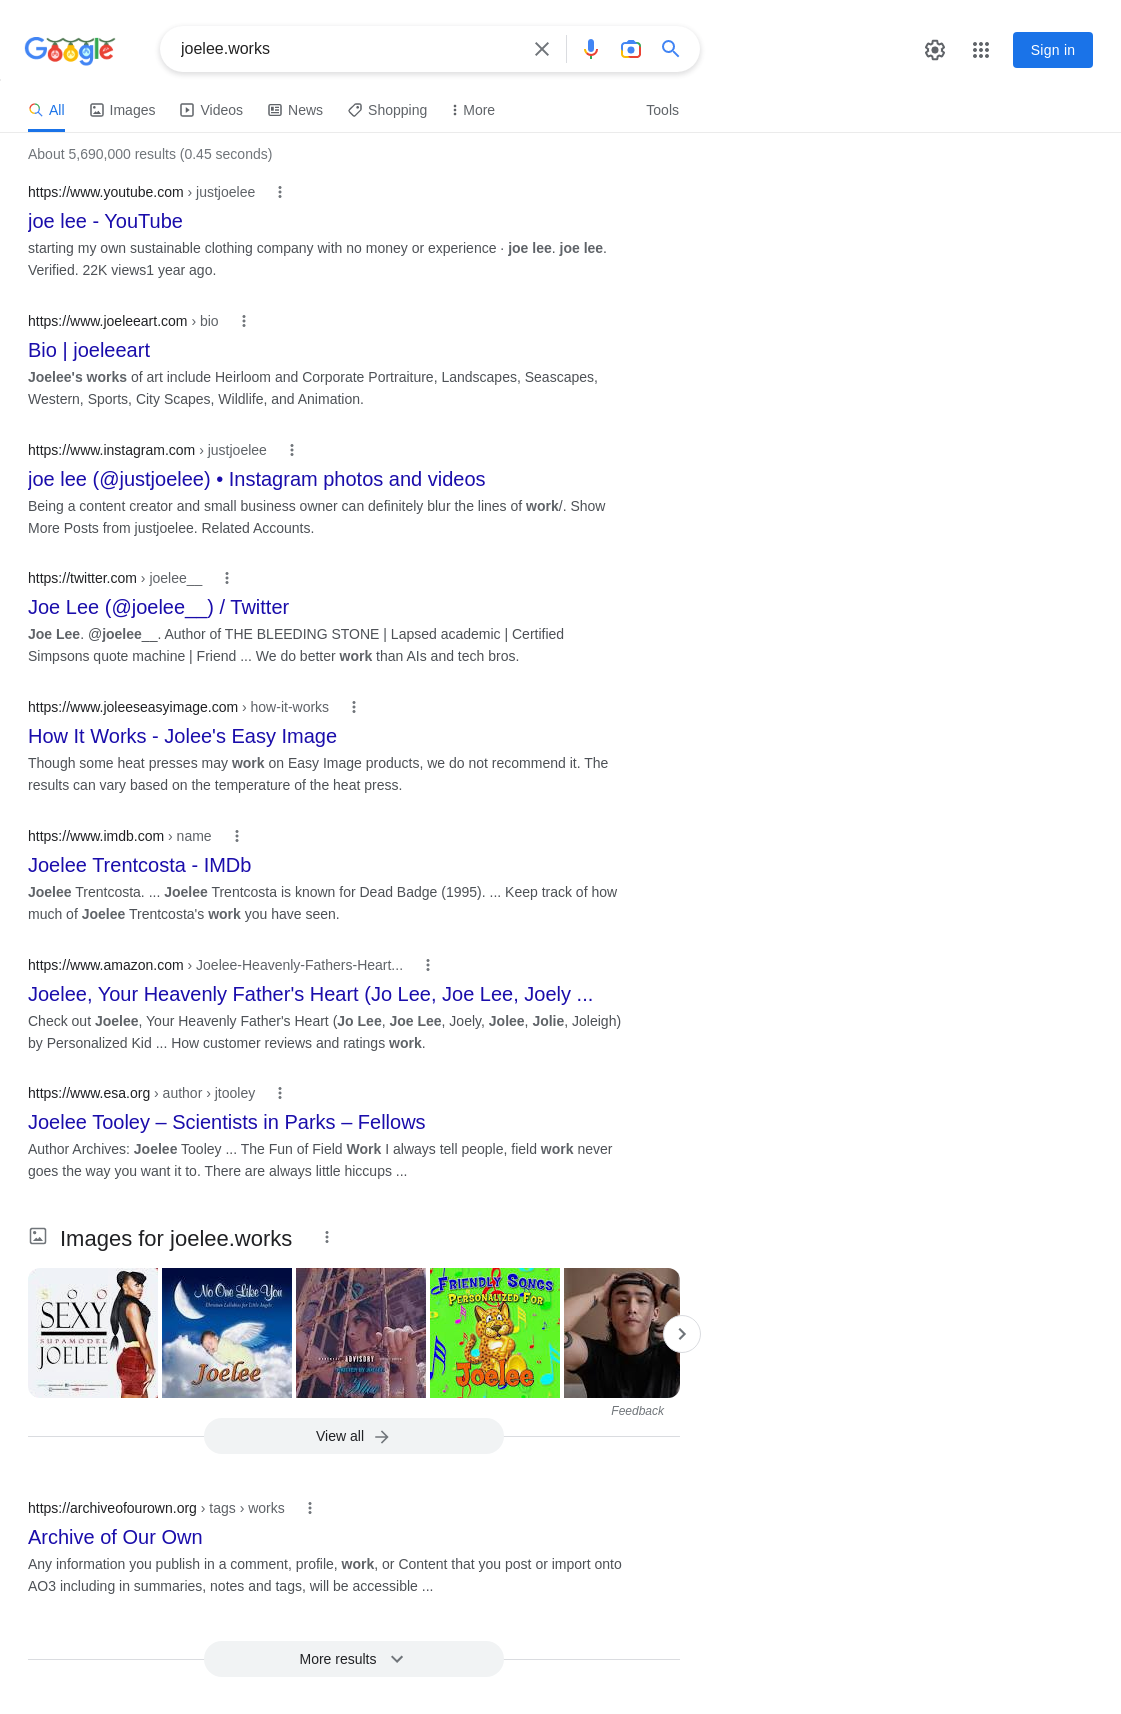 Google
joelee.works
Sign in
All
Images
Videos
News
Shopping
More
Tools
About 5,690,000 results (0.45 seconds)
https://www.youtube.com › justjoelee
joe lee - YouTube
starting my own sustainable clothing company with no money or experience · joe lee. joe lee.
Verified. 22K views1 year ago.
https://www.joeleeart.com › bio
Bio | joeleeart
Joelee's works of art include Heirloom and Corporate Portraiture, Landscapes, Seascapes,
Western, Sports, City Scapes, Wildlife, and Animation.
https://www.instagram.com › justjoelee
joe lee (@justjoelee) • Instagram photos and videos
Being a content creator and small business owner can definitely blur the lines of work/. Show
More Posts from justjoelee. Related Accounts.
https://twitter.com › joelee__
Joe Lee (@joelee__) / Twitter
Joe Lee. @joelee__. Author of THE BLEEDING STONE | Lapsed academic | Certified
Simpsons quote machine | Friend ... We do better work than AIs and tech bros.
https://www.joleeseasyimage.com › how-it-works
How It Works - Jolee's Easy Image
Though some heat presses may work on Easy Image products, we do not recommend it. The
results can vary based on the temperature of the heat press.
https://www.imdb.com › name
Joelee Trentcosta - IMDb
Joelee Trentcosta. ... Joelee Trentcosta is known for Dead Badge (1995). ... Keep track of how
much of Joelee Trentcosta's work you have seen.
https://www.amazon.com › Joelee-Heavenly-Fathers-Heart...
Joelee, Your Heavenly Father's Heart (Jo Lee, Joe Lee, Joely ...
Check out Joelee, Your Heavenly Father's Heart (Jo Lee, Joe Lee, Joely, Jolee, Jolie, Joleigh)
by Personalized Kid ... How customer reviews and ratings work.
https://www.esa.org › author › jtooley
Joelee Tooley – Scientists in Parks – Fellows
Author Archives: Joelee Tooley ... The Fun of Field Work I always tell people, field work never
goes the way you want it to. There are always little hiccups ...
Images for joelee.works
SOO
SEXY
SUPAMODEL
JOELEE
No One Like You
Christian Lullabies for Little Angels
Joelee
ADVISORY
FRIENDLY SONGS
PERSONALIZED FOR
Joelee
Feedback
View all
https://archiveofourown.org › tags › works
Archive of Our Own
Any information you publish in a comment, profile, work, or Content that you post or import onto
AO3 including in summaries, notes and tags, will be accessible ...
More results